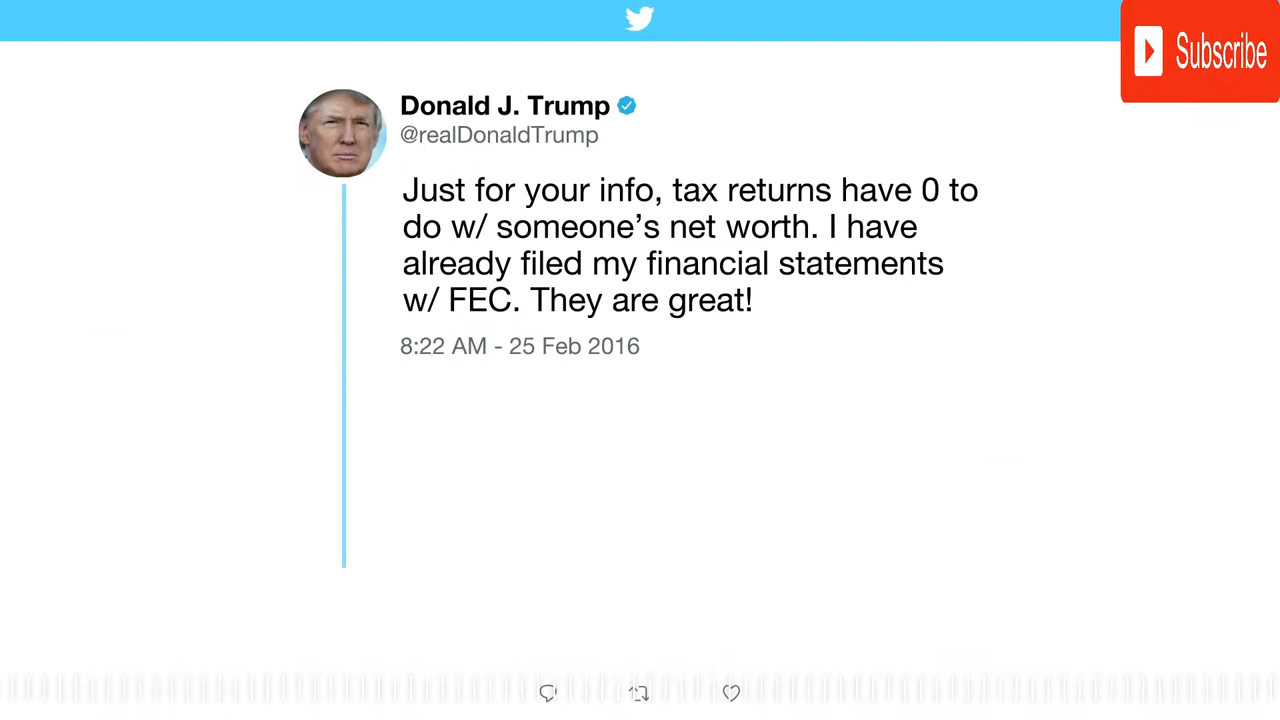 Subscribe
Donald J. Trump
@realDonaldTrump
Just for your info, tax returns have 0 to
do w/ someone’s net worth. I have
already filed my financial statements
w/ FEC. They are great!
8:22 AM - 25 Feb 2016